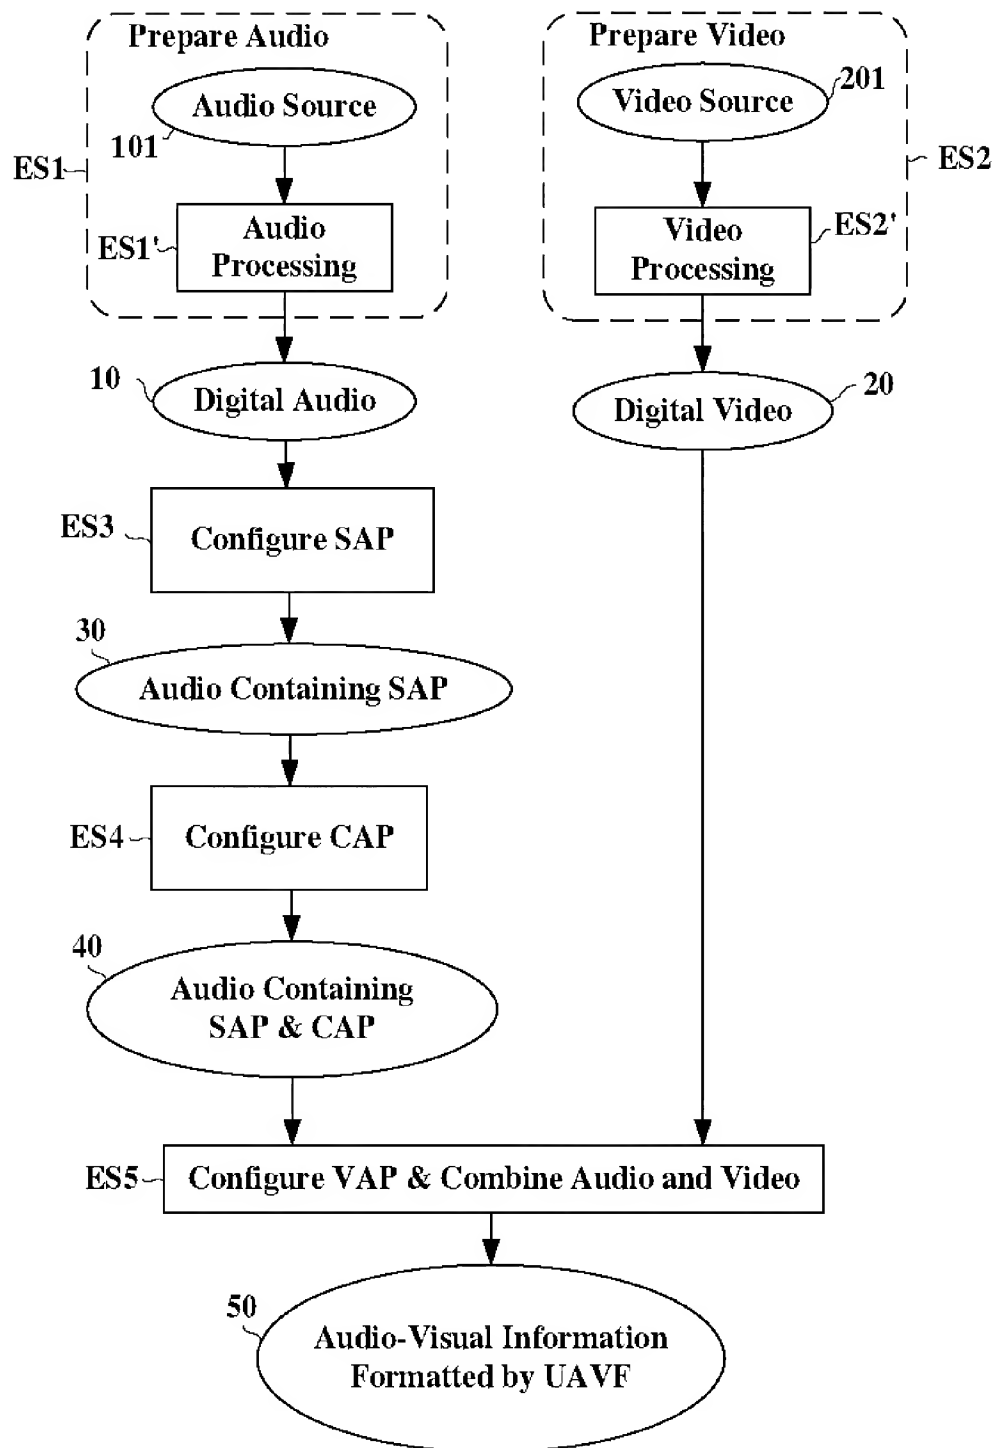 Prepare Audio
Audio Source
101
ES1
ES1'
Audio
Processing
Prepare Video
Video Source
201
ES2
ES2'
Video
Processing
10
Digital Audio
20
Digital Video
ES3
Configure SAP
30
Audio Containing SAP
ES4
Configure CAP
40
Audio Containing
SAP & CAP
ES5
Configure VAP & Combine Audio and Video
50
Audio-Visual Information
Formatted by UAVF